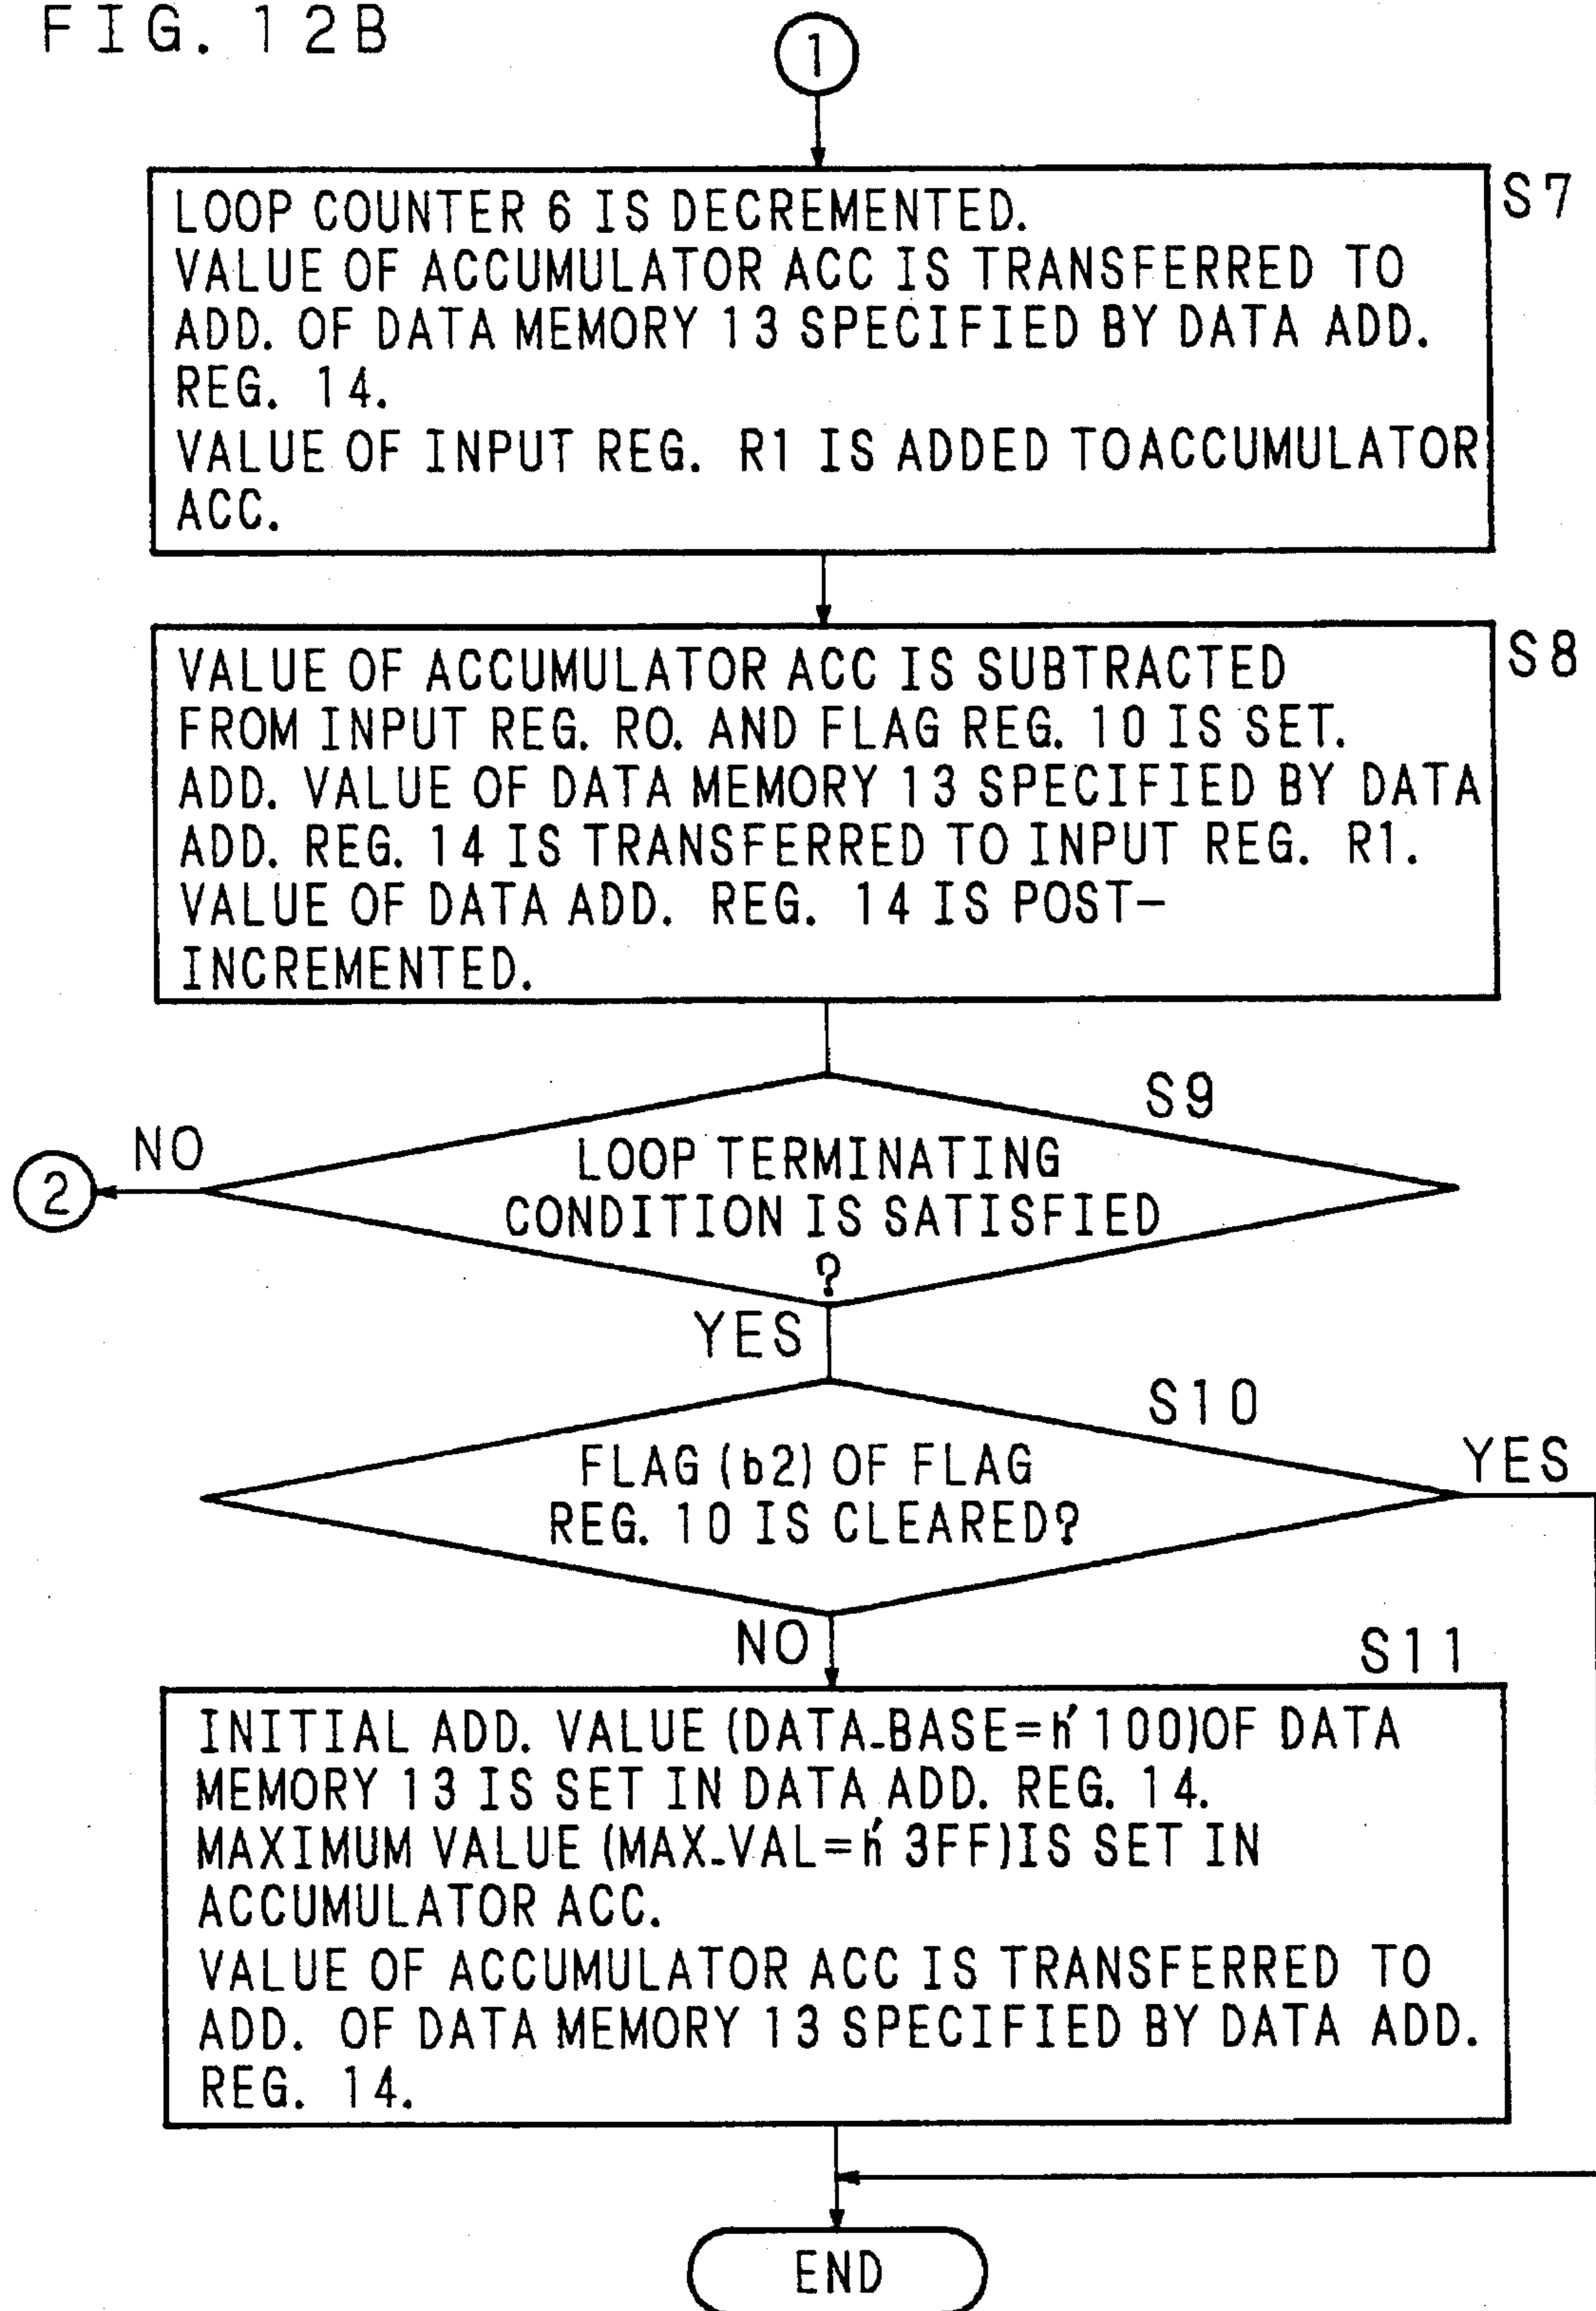 FIG. 12B
1
S7
LOOP COUNTER 6 IS DECREMENTED.
VALUE OF ACCUMULATOR ACC IS TRANSFERRED TO
ADD. OF DATA MEMORY 13 SPECIFIED BY DATA ADD.
REG. 14.
VALUE OF INPUT REG. R1 IS ADDED TOACCUMULATOR
ACC.
S8
VALUE OF ACCUMULATOR ACC IS SUBTRACTED
FROM INPUT REG. RO. AND FLAG REG. 10 IS SET.
ADD. VALUE OF DATA MEMORY 13 SPECIFIED BY DATA
ADD. REG. 14 IS TRANSFERRED TO INPUT REG. R1.
VALUE OF DATA ADD. REG. 14 IS POST-
INCREMENTED.
S9
NO
2
LOOP TERMINATING
CONDITION IS SATISFIED
?
YES
S10
FLAG (b2) OF FLAG
REG. 10 IS CLEARED?
YES
NO
S11
INITIAL ADD. VALUE (DATA-BASE=h'100)OF DATA
MEMORY 13 IS SET IN DATA ADD. REG. 14.
MAXIMUM VALUE (MAX-VAL=h' 3FF)IS SET IN
ACCUMULATOR ACC.
VALUE OF ACCUMULATOR ACC IS TRANSFERRED TO
ADD. OF DATA MEMORY 13 SPECIFIED BY DATA ADD.
REG. 14.
END